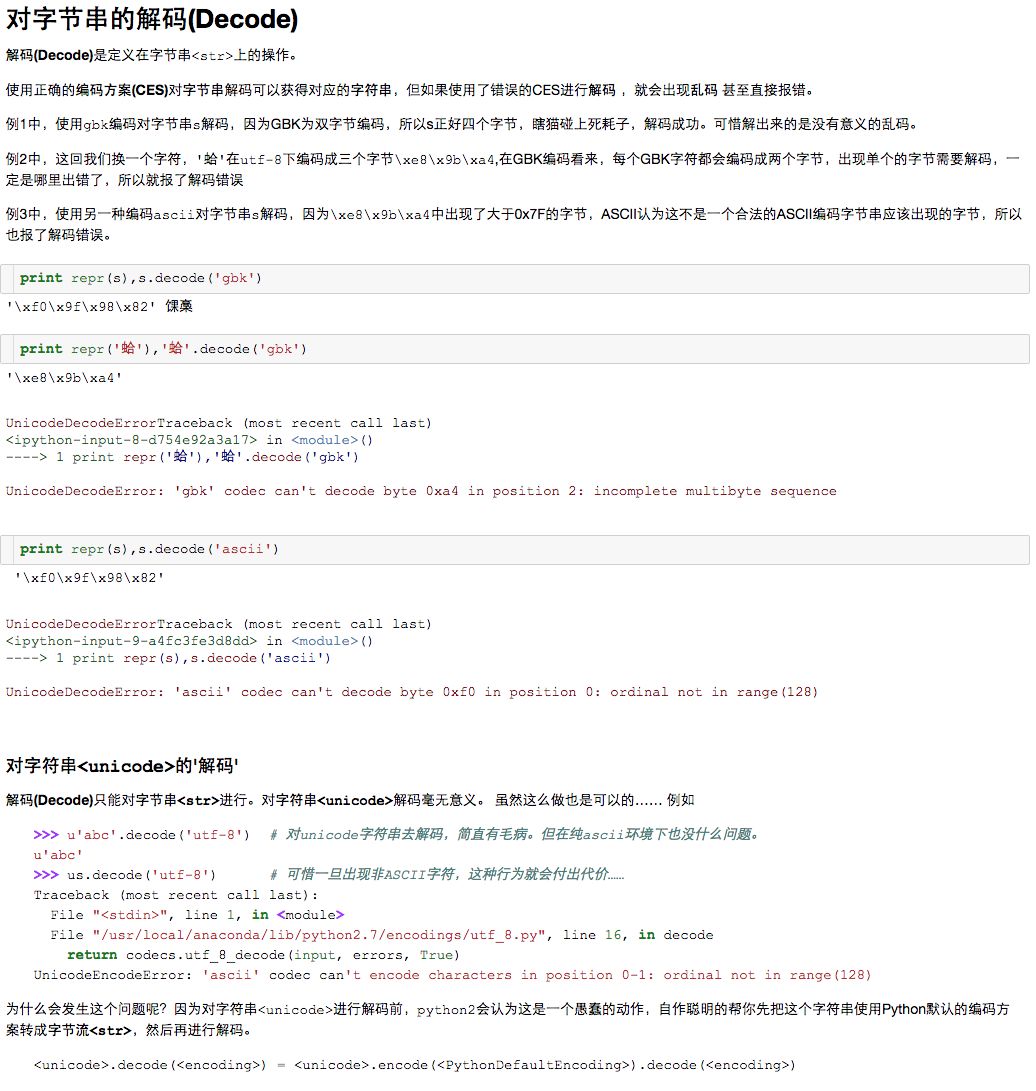 对字节串的解码(Decode)
解码(Decode)是定义在字节串<str>上的操作。
使用正确的编码方案(CES)对字节串解码可以获得对应的字符串，但如果使用了错误的CES进行解码 ，就会出现乱码 甚至直接报错。
例1中，使用gbk编码对字节串s解码，因为GBK为双字节编码，所以s正好四个字节，瞎猫碰上死耗子，解码成功。可惜解出来的是没有意义的乱码。
例2中，这回我们换一个字符，'蛤'在utf-8下编码成三个字节\xe8\x9b\xa4,在GBK编码看来，每个GBK字符都会编码成两个字节，出现单个的字节需要解码，一
定是哪里出错了，所以就报了解码错误
例3中，使用另一种编码ascii对字节串s解码，因为\xe8\x9b\xa4中出现了大于0x7F的字节，ASCII认为这不是一个合法的ASCII编码字节串应该出现的字节，所以
也报了解码错误。
print repr(s),s.decode('gbk')
'\xf0\x9f\x98\x82' 馃槀
print repr('蛤'),'蛤'.decode('gbk')
'\xe8\x9b\xa4'
UnicodeDecodeErrorTraceback (most recent call last)
<ipython-input-8-d754e92a3a17> in <module>()
----> 1 print repr('蛤'),'蛤'.decode('gbk')
UnicodeDecodeError: 'gbk' codec can't decode byte 0xa4 in position 2: incomplete multibyte sequence
print repr(s),s.decode('ascii')
'\xf0\x9f\x98\x82'
UnicodeDecodeErrorTraceback (most recent call last)
<ipython-input-9-a4fc3fe3d8dd> in <module>()
----> 1 print repr(s),s.decode('ascii')
UnicodeDecodeError: 'ascii' codec can't decode byte 0xf0 in position 0: ordinal not in range(128)
对字符串<unicode>的'解码'
解码(Decode)只能对字节串<str>进行。对字符串<unicode>解码毫无意义。 虽然这么做也是可以的…… 例如
>>> u'abc'.decode('utf-8')  # 对unicode字符串去解码，简直有毛病。但在纯ascii环境下也没什么问题。
u'abc'
>>> us.decode('utf-8')      # 可惜一旦出现非ASCII字符，这种行为就会付出代价……
Traceback (most recent call last):
File "<stdin>", line 1, in <module>
File "/usr/local/anaconda/lib/python2.7/encodings/utf_8.py", line 16, in decode
return codecs.utf_8_decode(input, errors, True)
UnicodeEncodeError: 'ascii' codec can't encode characters in position 0-1: ordinal not in range(128)
为什么会发生这个问题呢？因为对字符串<unicode>进行解码前，python2会认为这是一个愚蠢的动作，自作聪明的帮你先把这个字符串使用Python默认的编码方
案转成字节流<str>，然后再进行解码。
<unicode>.decode(<encoding>) = <unicode>.encode(<PythonDefaultEncoding>).decode(<encoding>)